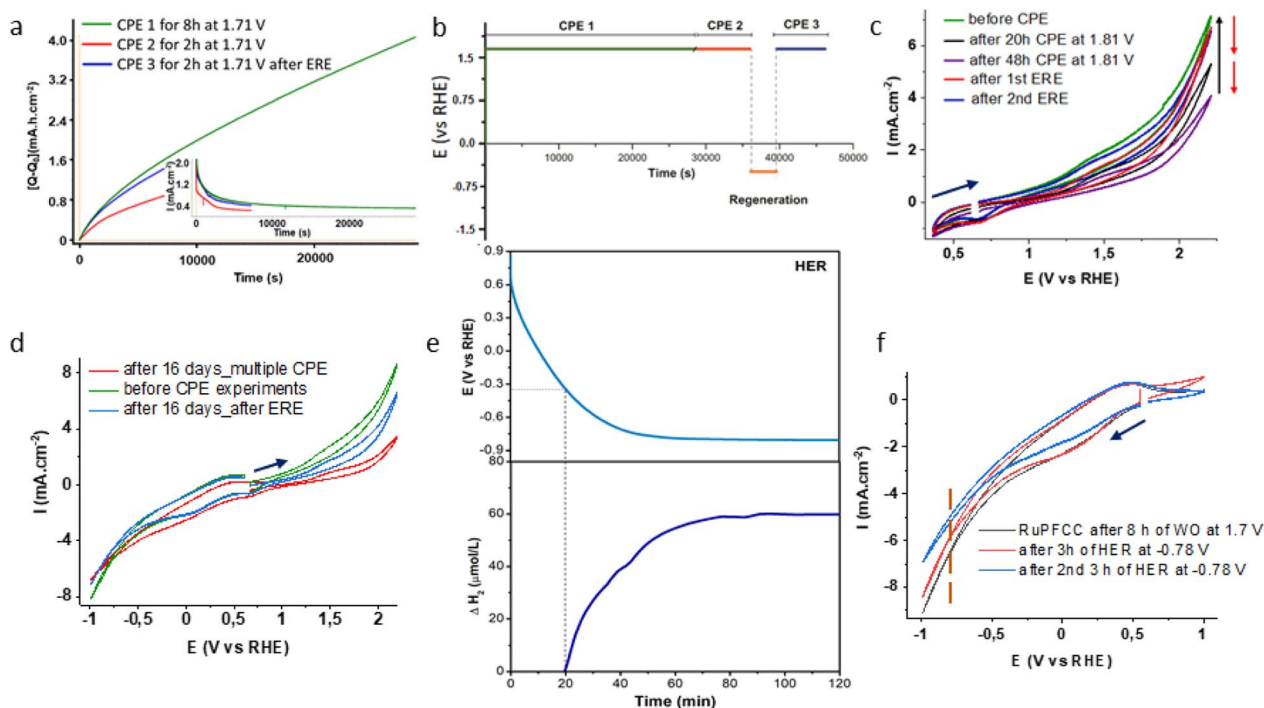 a
CPE 1 for 8h at 1.71 V
CPE 2 for 2h at 1.71 V
CPE 3 for 2h at 1.71 V after ERE
[Q-Q0](mA.h.cm-2)
4.0
3.2
2.4
1.6
0.8
0.0
0
10000
20000
Time (s)
I (mA.cm-2)
2.0
1.2
0.4
0
10000
20000
Time (s)
b
CPE 1
CPE 2
CPE 3
E (vs RHE)
1.5
0.75
0.0
-0.75
-1.5
10000
20000
30000
40000
50000
Time (s)
Regeneration
c
before CPE
after 20h CPE at 1.81 V
after 48h CPE at 1.81 V
after 1st ERE
after 2nd ERE
I (mA.cm-2)
6
4
2
0
0,5
1
1,5
2
E (V vs RHE)
d
after 16 days_multiple CPE
before CPE experiments
after 16 days_after ERE
I (mA.cm-2)
8
4
0
-4
-8
-1
-0,5
0
0,5
1
1,5
2
E (V vs RHE)
e
HER
E (V vs RHE)
0.9
0.6
0.3
0.0
-0.3
-0.6
-0.9
Δ H2 (μmol/L)
80
60
40
20
0
0
20
40
60
80
100
120
Time (min)
f
I (mA.cm-2)
0
-2
-4
-6
-8
RuPFCC after 8 h of WO at 1.7 V
after 3h of HER at -0.78 V
after 2nd 3 h of HER at -0.78 V
-1
-0,5
0
0,5
1
E (V vs RHE)